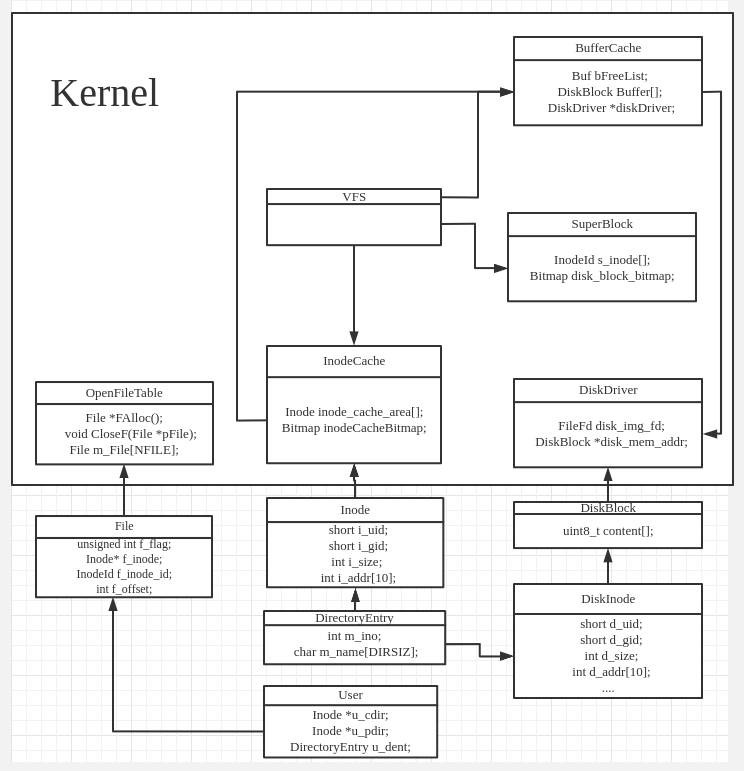 Kernel
BufferCache
Buf bFreeList;
DiskBlock Buffer[];
DiskDriver *diskDriver;
VFS
SuperBlock
InodeId s_inode[];
Bitmap disk_block_bitmap;
InodeCache
Inode inode_cache_area[];
Bitmap inodeCacheBitmap;
OpenFileTable
File *FAlloc();
void CloseF(File *pFile);
File m_File[NFILE];
DiskDriver
FileFd disk_img_fd;
DiskBlock *disk_mem_addr;
File
unsigned int f_flag;
Inode* f_inode;
InodeId f_inode_id;
int f_offset;
Inode
short i_uid;
short i_gid;
int i_size;
int i_addr[10];
DiskBlock
uint8_t content[];
DirectoryEntry
int m_ino;
char m_name[DIRSIZ];
DiskInode
short d_uid;
short d_gid;
int d_size;
int d_addr[10];
....
User
Inode *u_cdir;
Inode *u_pdir;
DirectoryEntry u_dent;